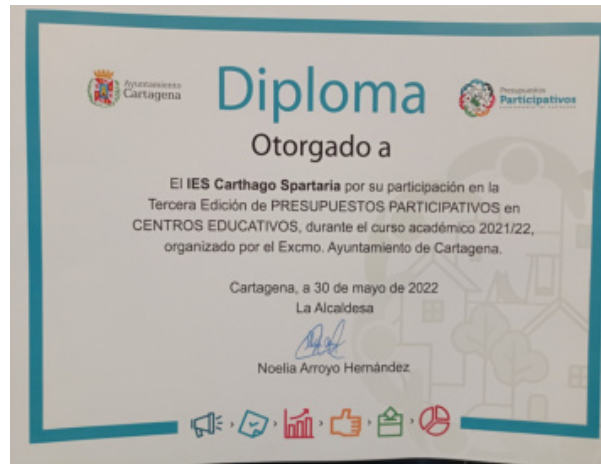 Ayuntamiento
Cartagena
Diploma
Presupuestos
Participativos
Otorgado a
El IES Carthago Spartaria por su participación en la
Tercera Edición de PRESUPUESTOS PARTICIPATIVOS en
CENTROS EDUCATIVOS, durante el curso académico 2021/22,
organizado por el Excmo. Ayuntamiento de Cartagena.
Cartagena, a 30 de mayo de 2022
La Alcaldesa
Noelia Arroyo Hernández